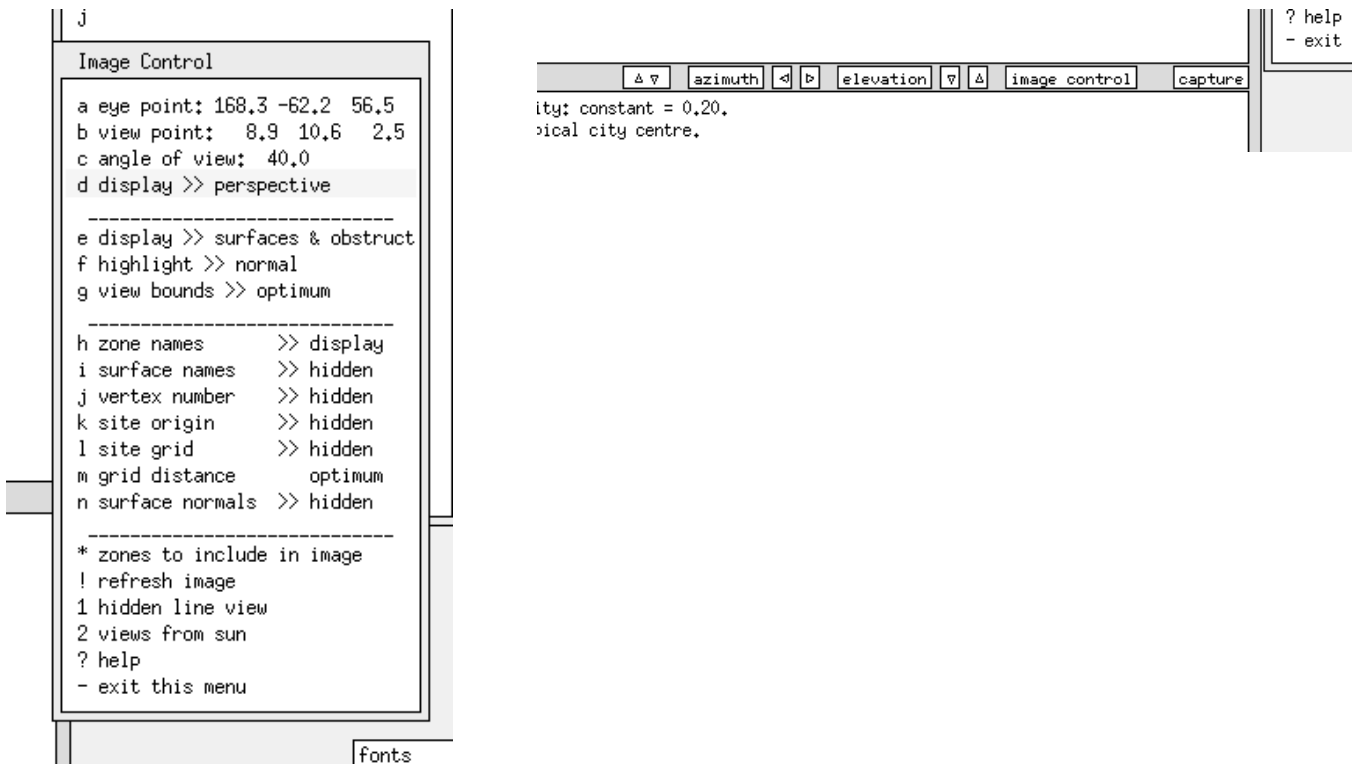 j
Image Control
a eye point: 168.3 -62.2 56.5
b view point: 8.9 10.6 2.5
c angle of view: 40.0
d display >> perspective
_____________________________
e display >> surfaces & obstruct
f highlight >> normal
g view bounds >> optimum
_____________________________
h zone names >> display
i surface names >> hidden
j vertex number >> hidden
k site origin >> hidden
l site grid >> hidden
m grid distance optimum
n surface normals >> hidden
_____________________________
* zones to include in image
! refresh image
1 hidden line view
2 views from sun
? help
- exit this menu
fonts
? help
- exit
azimuth elevation image control capture
ity: constant = 0.20.
pical city centre.